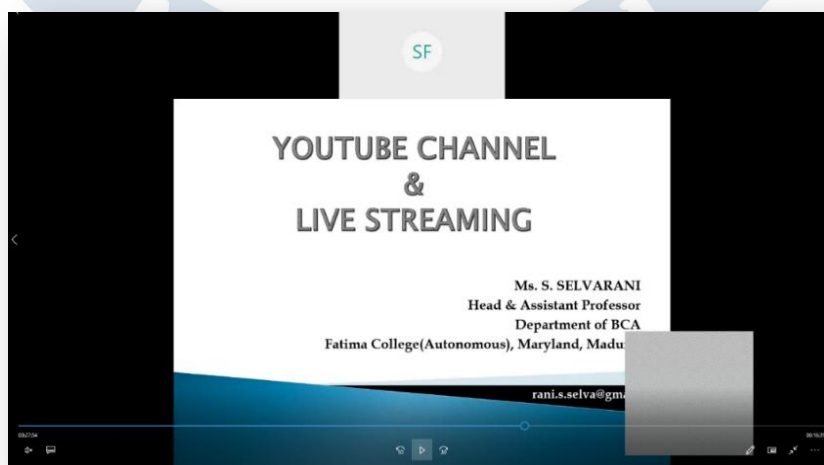 SF
YOUTUBE CHANNEL
&
LIVE STREAMING
Ms. S. SELVARANI
Head & Assistant Professor
Department of BCA
Fatima College(Autonomous), Maryland,
rani.s.selva@gma